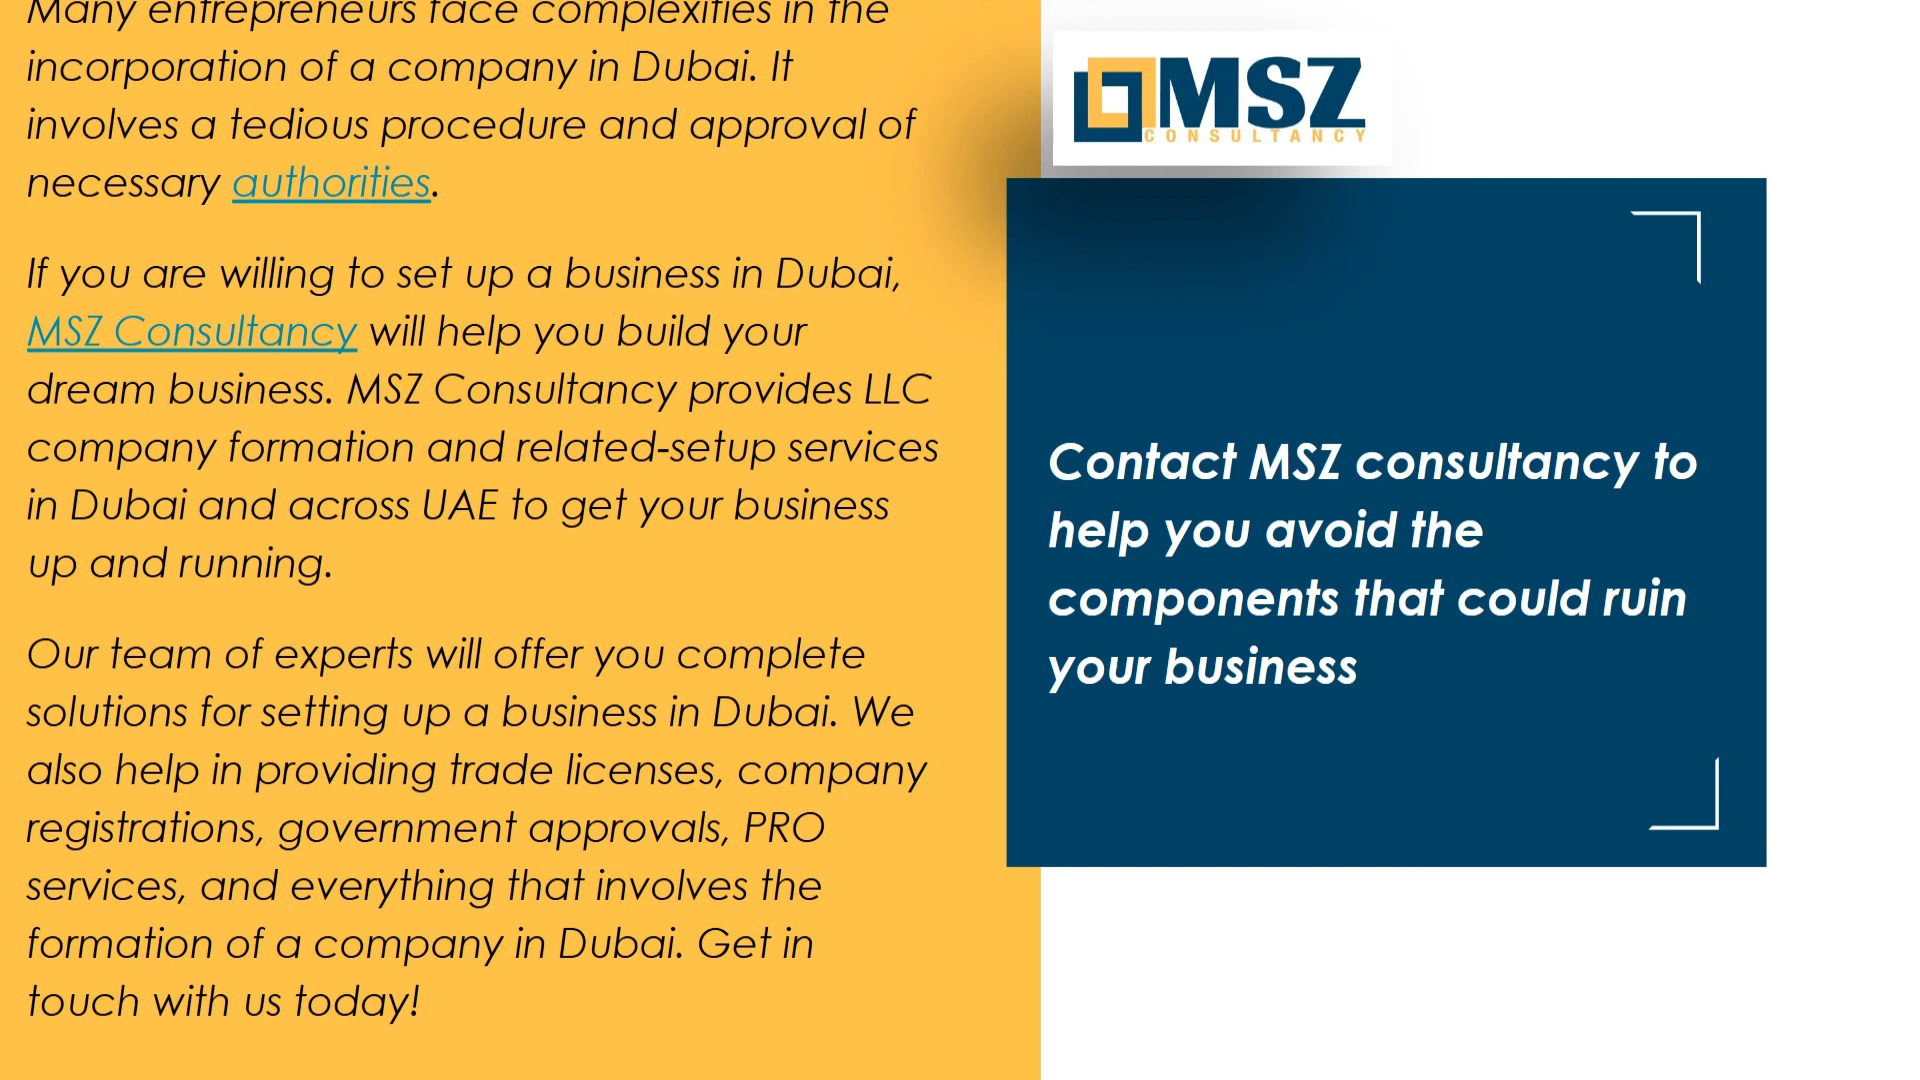 Many entrepreneurs face complexities in the
incorporation of a company in Dubai. It
involves a tedious procedure and approval of
necessary authorities.
If you are willing to set up a business in Dubai,
MSZ Consultancy will help you build your
dream business. MSZ Consultancy provides LLC
company formation and related-setup services
in Dubai and across UAE to get your business
up and running.
Our team of experts will offer you complete
solutions for setting up a business in Dubai. We
also help in providing trade licenses, company
registrations, government approvals, PRO
services, and everything that involves the
formation of a company in Dubai. Get in
touch with us today!
MSZ
CONSULTANCY
Contact MSZ consultancy to
help you avoid the
components that could ruin
your business